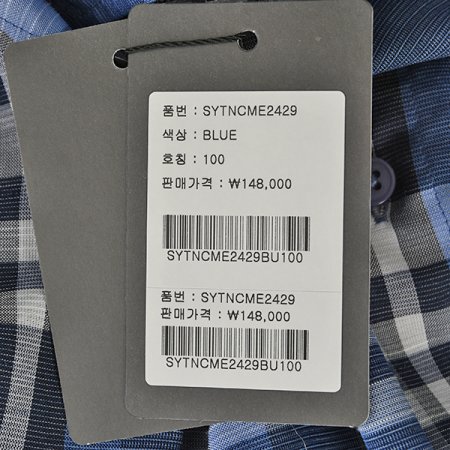 품번 : SYTNCME2429
색상 : BLUE
호칭 : 100
판매가격 : ₩148,000
SYTNCME2429BU100
품번 : SYTNCME2429
판매가격 : ₩148,000
SYTNCME2429BU100